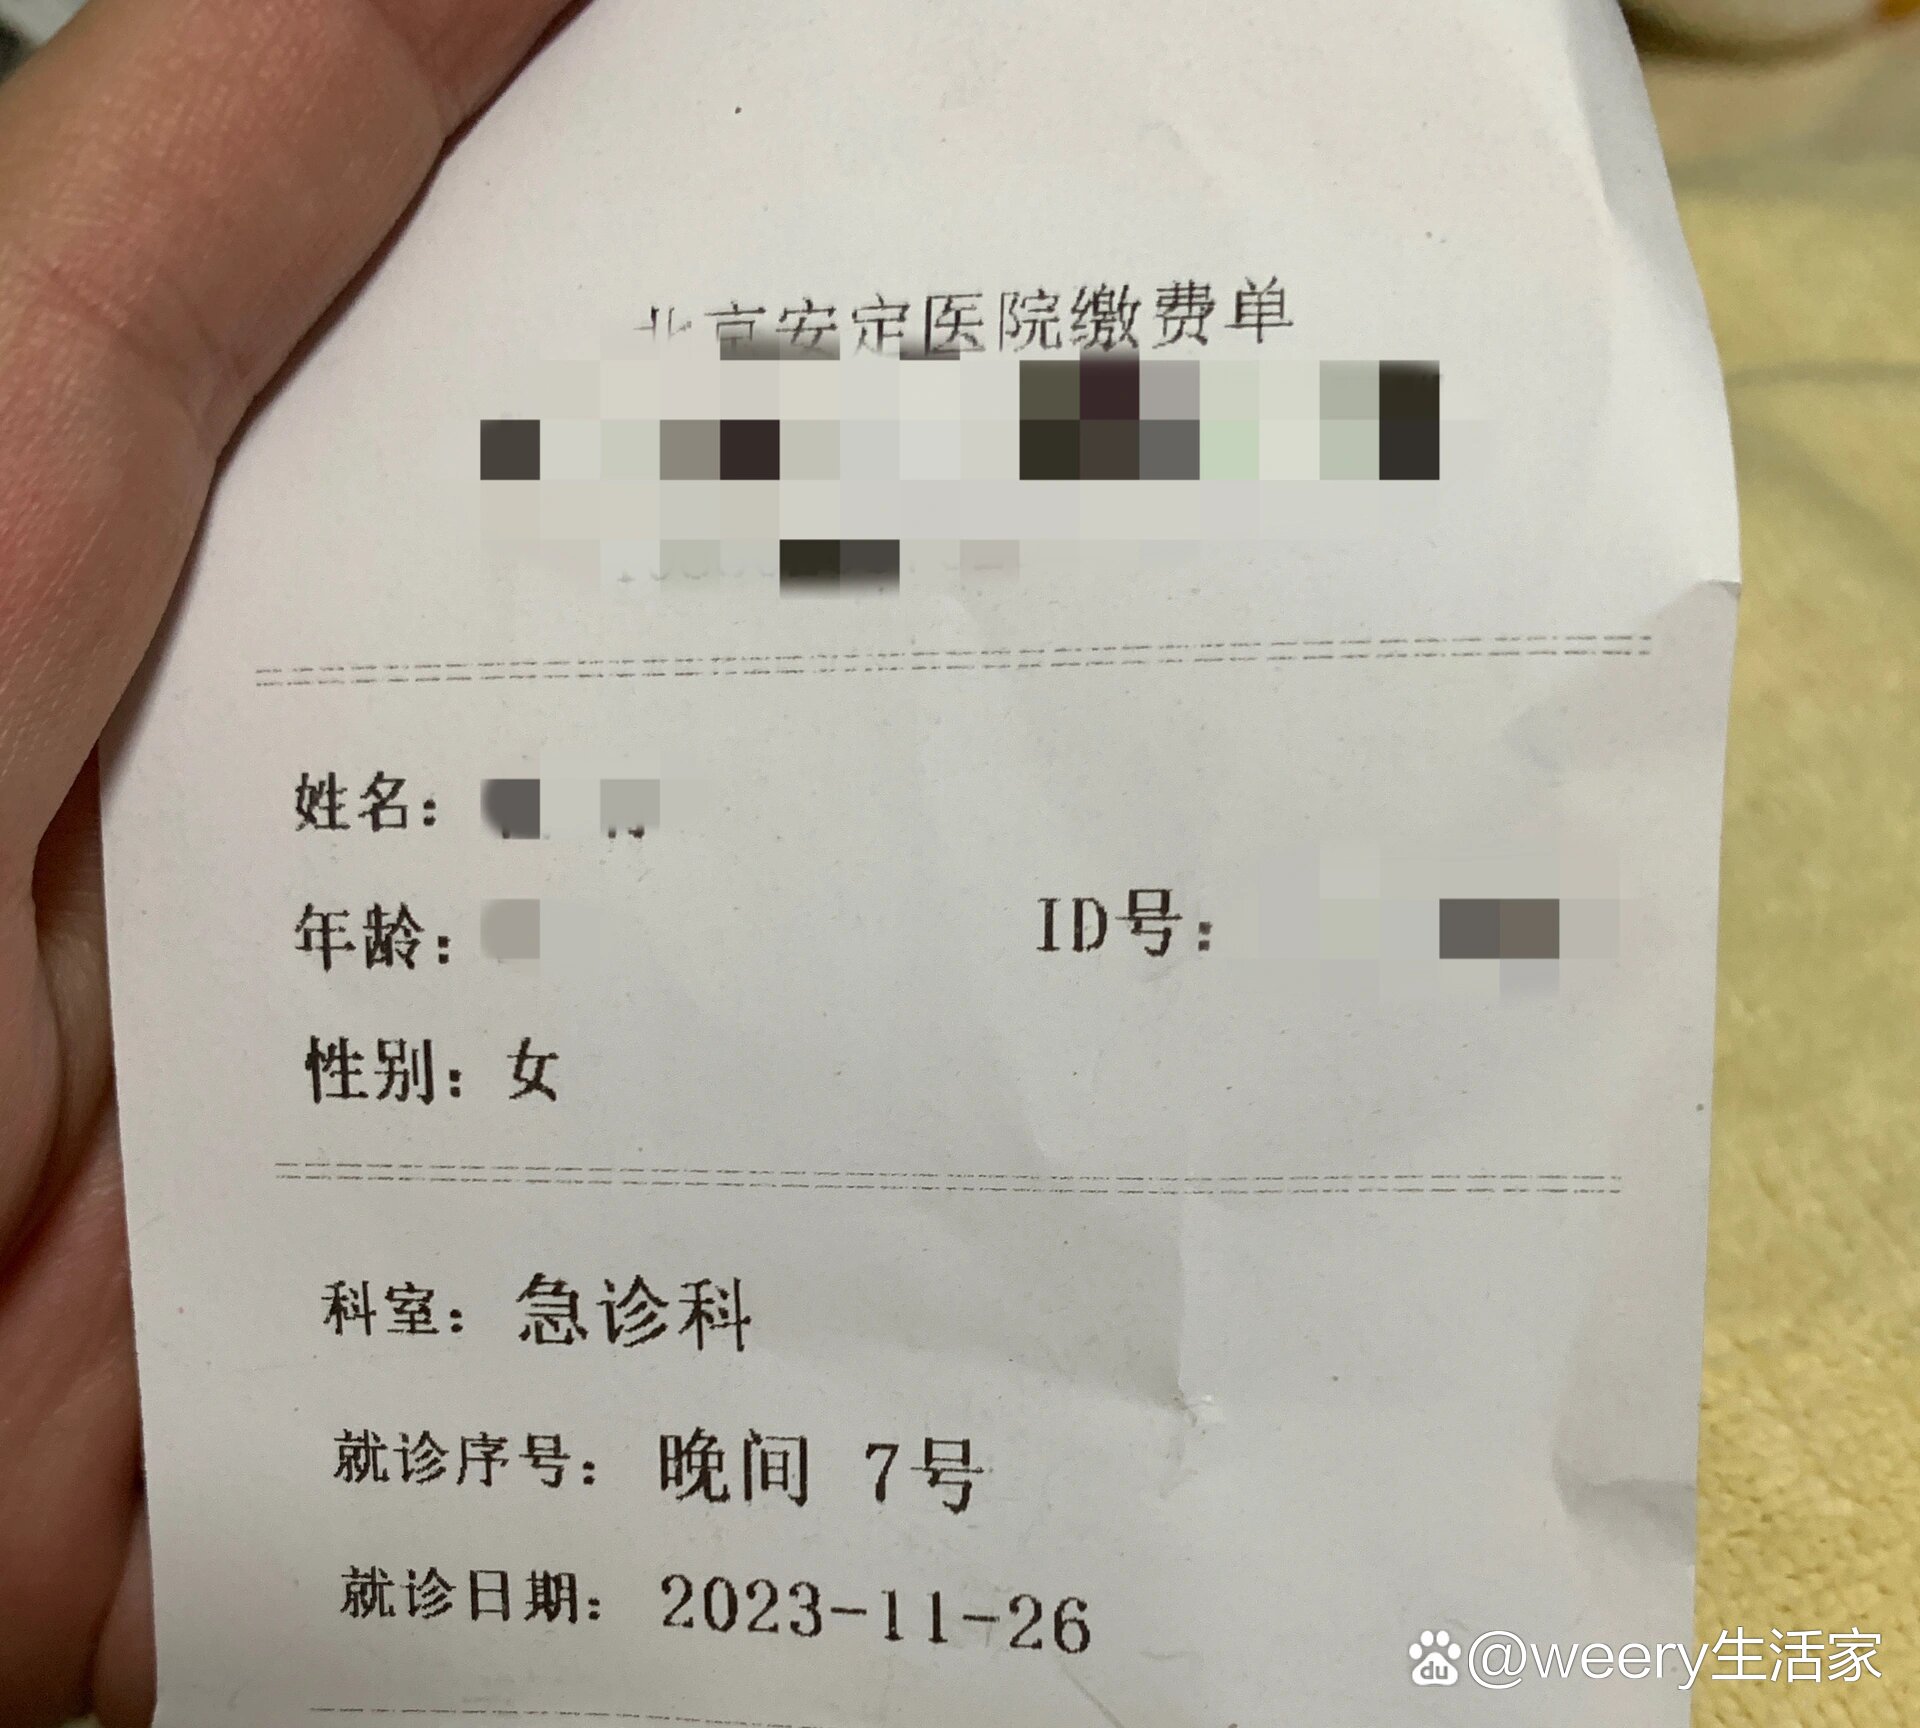 北京安定医院缴费单
姓名：
年龄：
ID号：
性别：女
科室：急诊科
就诊序号：晚间 7号
就诊日期：2023-11-26
du @weery生活家